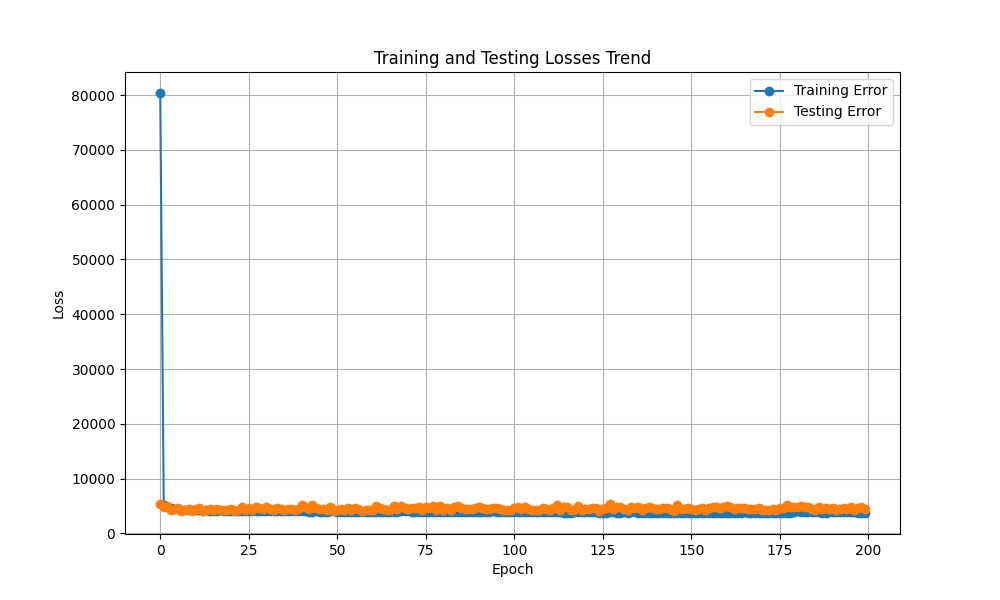 Training and Testing Losses Trend
Training Error
Testing Error
80000
70000
60000
50000
40000
30000
20000
10000
0
Loss
0 25 50 75 100 125 150 175 200
Epoch